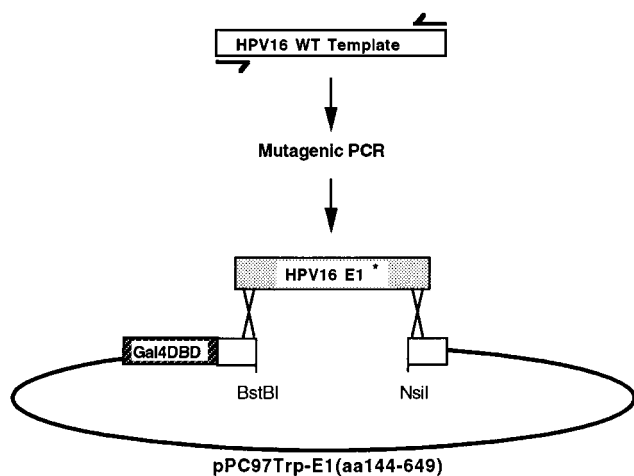 HPV16 WT Template
Mutagenic PCR
HPV16 E1 *
Gal4DBD
BstBI
NsiI
pPC97Trp-E1(aa144-649)